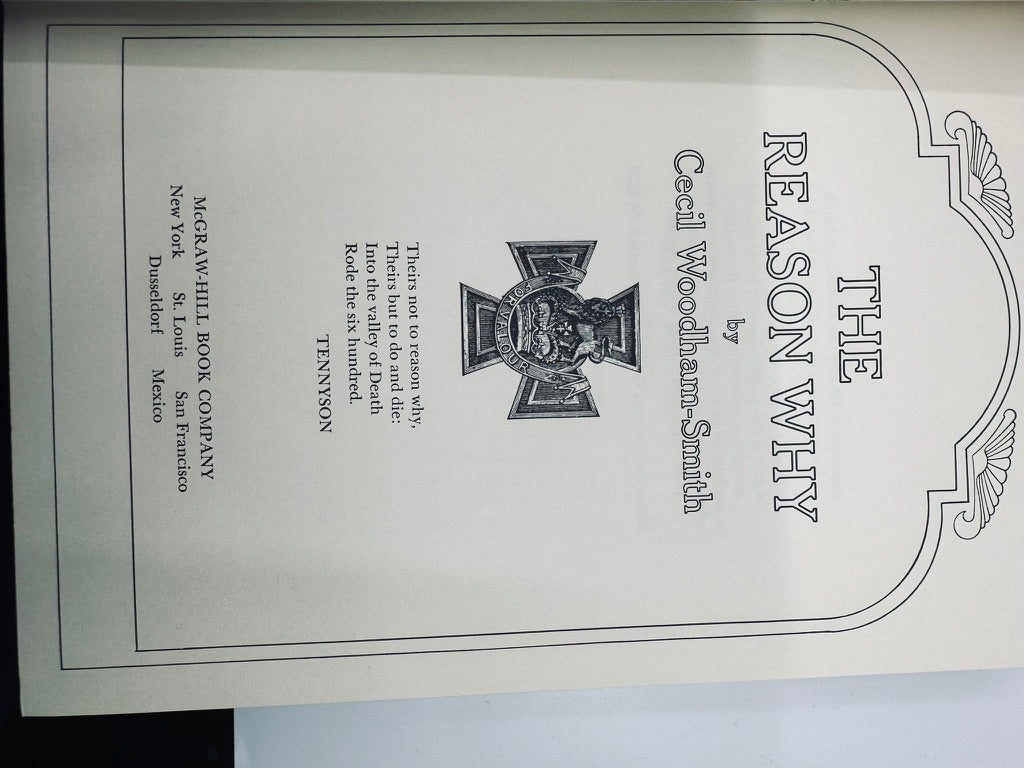 THE
REASON WHY
by
Cecil Woodham-Smith
FOR VALOUR
Theirs not to reason why,
Theirs but to do and die:
Into the valley of Death
Rode the six hundred.
TENNYSON
McGRAW-HILL BOOK COMPANY
New York St. Louis San Francisco
Dusseldorf Mexico